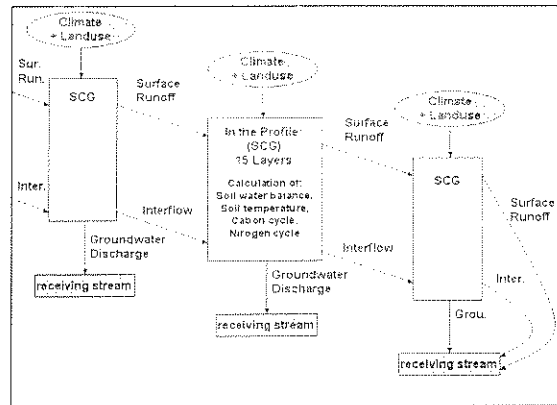 Climate
+ Landuse
Sur.
Run.
SCG
Surface
Runoff
Inter.
Interflow
Groundwater
Discharge
receiving stream
Climate
+ Landuse
In the Profile
(SCG)
15 Layers
Calculation of:
Soil water balance,
Soil temperature,
Cabon cycle,
Nirogen cycle
Surface
Runoff
Interflow
Groundwater
Discharge
receiving stream
Climate
+ Landuse
SCG
Surface
Runoff
Inter.
Grou.
receiving stream